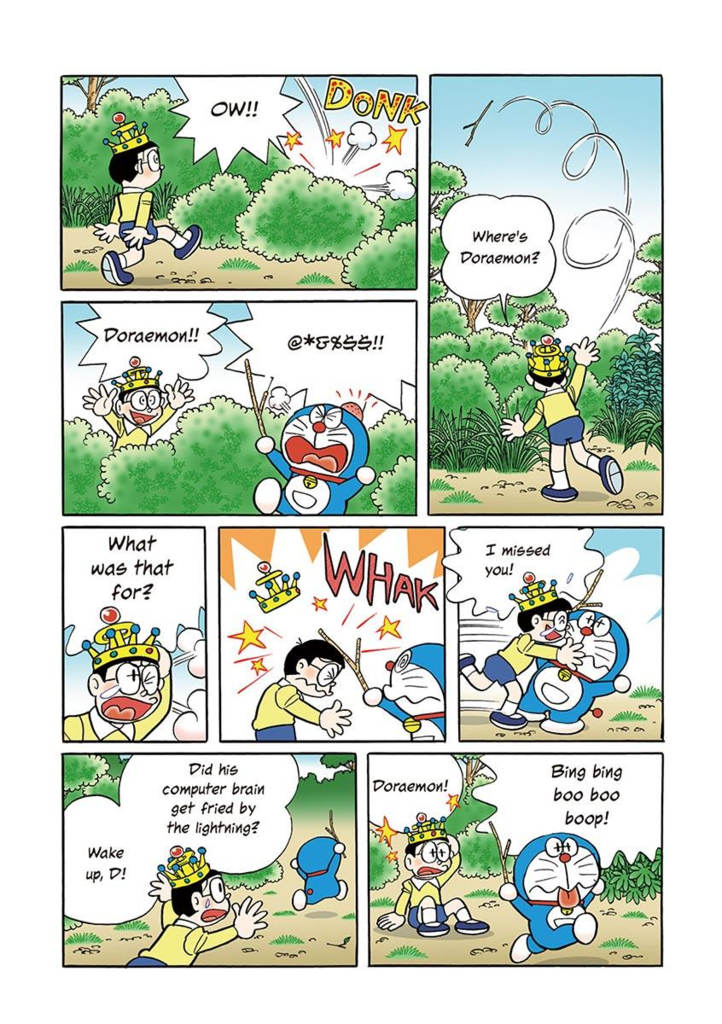 Where's
Doraemon?
DONK
OW!!
@*&%$$!!
Doraemon!!
I missed
you!
WHAK
What
was that
for?
Bing bing
boo boo
boop!
Doraemon!
Did his
computer brain
get fried by
the lightning?
Wake
up, D!